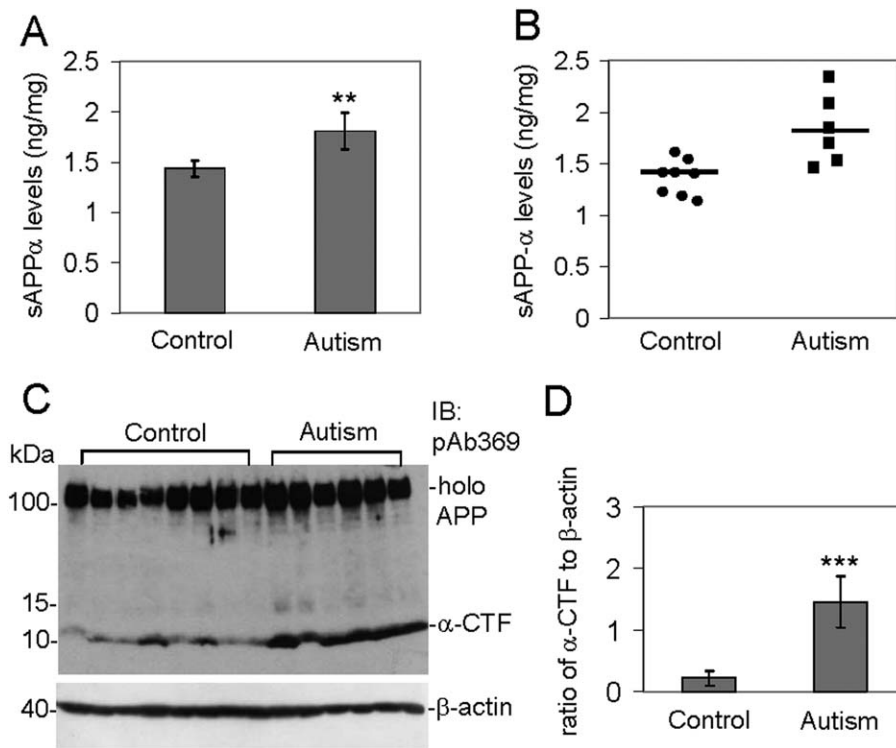 A
sAPPα levels (ng/mg)
2.5
2
1.5
1
0.5
0
**
Control
Autism
B
sAPP-α levels (ng/mg)
2.5
2
1.5
1
0.5
0
Control
Autism
C
IB:
pAb369
Control
Autism
kDa
100-
15-
10-
40-
-holo
APP
-α-CTF
-β-actin
D
ratio of α-CTF to β-actin
3
2
1
0
***
Control
Autism